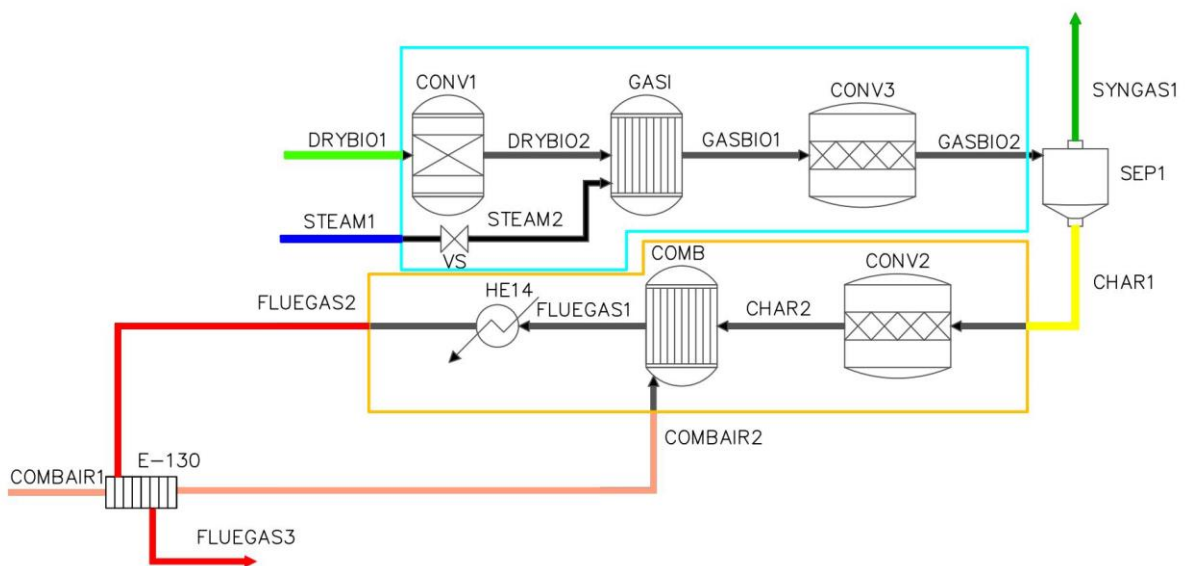 CONV1
GASI
CONV3
SYNGAS1
DRYBIO1
DRYBIO2
GASBIO1
GASBIO2
SEP1
STEAM1
STEAM2
VS
COMB
CONV2
CHAR1
FLUEGAS2
HE14
FLUEGAS1
CHAR2
COMBAIR2
E-130
COMBAIR1
FLUEGAS3